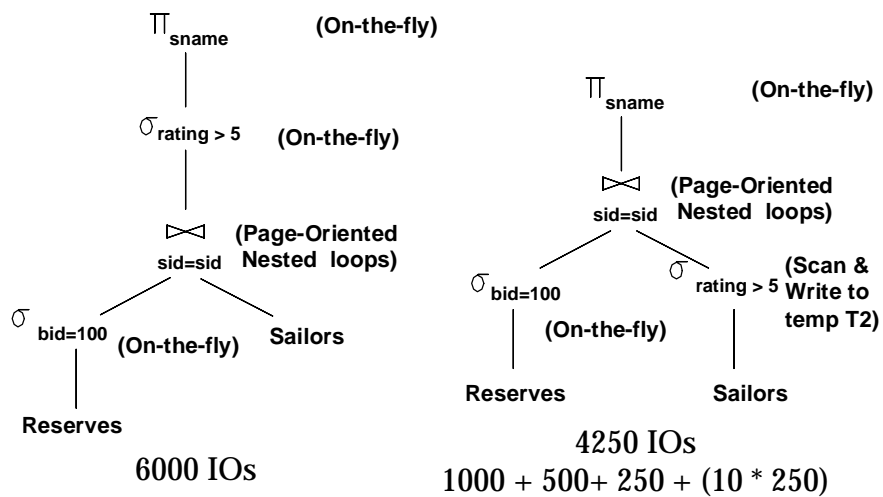 π sname (On-the-fly)
σ rating > 5 (On-the-fly)
⋈ (Page-Oriented
sid=sid Nested loops)
σ bid=100 (On-the-fly)
Sailors
Reserves
6000 IOs
π sname (On-the-fly)
⋈ (Page-Oriented
sid=sid Nested loops)
σ bid=100 (On-the-fly)
σ rating > 5 (Scan &
Write to
temp T2)
Reserves
Sailors
4250 IOs
1000 + 500+ 250 + (10 * 250)